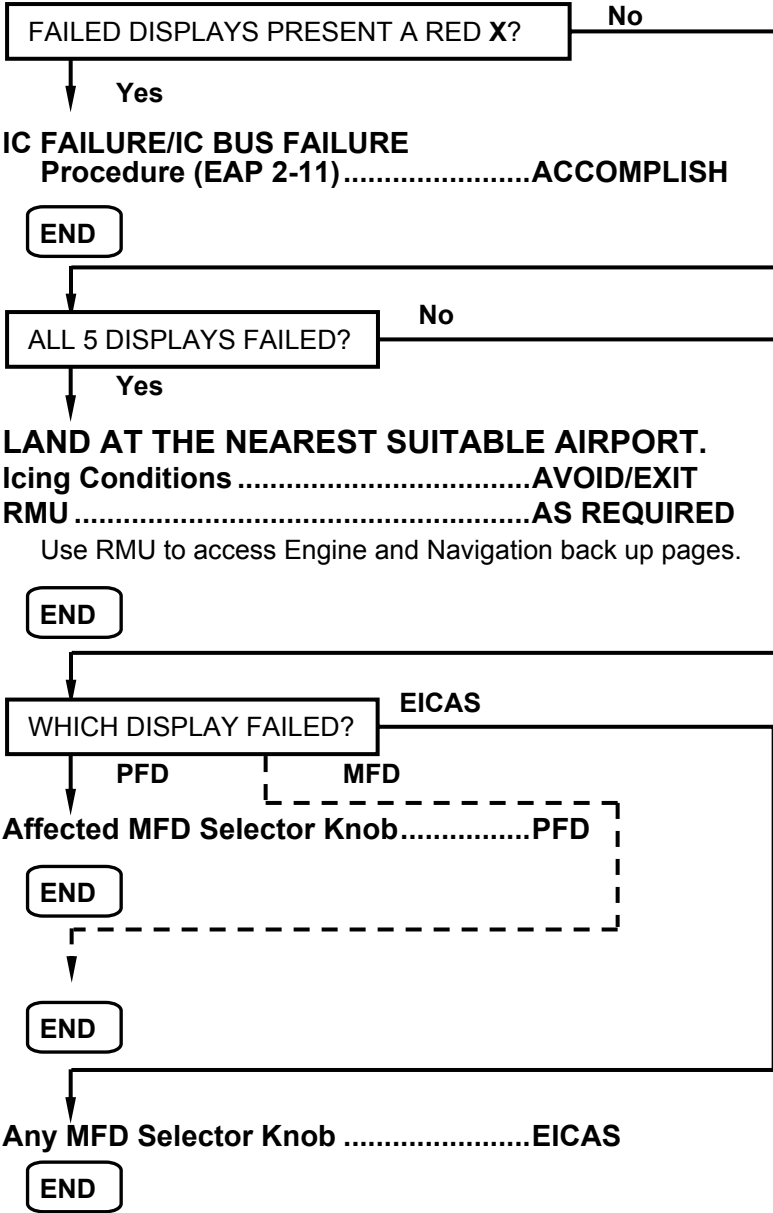 No
FAILED DISPLAYS PRESENT A RED X?
Yes
IC FAILURE/IC BUS FAILURE
Procedure (EAP 2-11).......................ACCOMPLISH
END
No
ALL 5 DISPLAYS FAILED?
Yes
LAND AT THE NEAREST SUITABLE AIRPORT.
Icing Conditions ....................................AVOID/EXIT
RMU ........................................................AS REQUIRED
Use RMU to access Engine and Navigation back up pages.
END
EICAS
WHICH DISPLAY FAILED?
PFD MFD
Affected MFD Selector Knob................PFD
END
END
Any MFD Selector Knob .......................EICAS
END